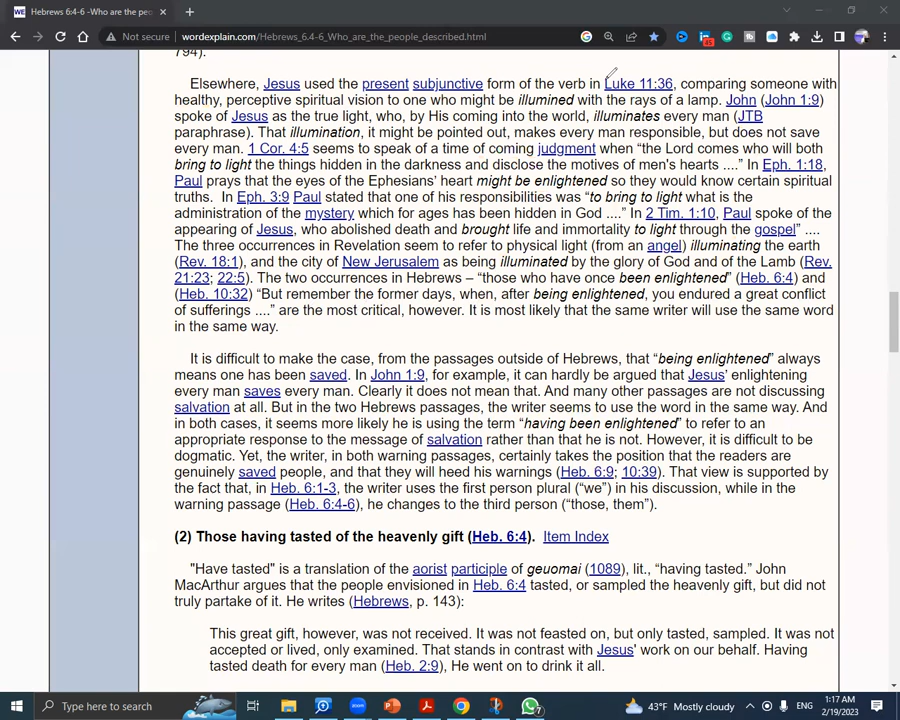 Hebrews 6:4-6 -Who are the peo
Not secure
wordexplain.com/Hebrews_6.4-6_Who_are_the_people_described.html
45
794).
Elsewhere, Jesus used the present subjunctive form of the verb in Luke 11:36, comparing someone with
healthy, perceptive spiritual vision to one who might be illumined with the rays of a lamp. John (John 1:9)
spoke of Jesus as the true light, who, by His coming into the world, illuminates every man (JTB
paraphrase). That illumination, it might be pointed out, makes every man responsible, but does not save
every man. 1 Cor. 4:5 seems to speak of a time of coming judgment when “the Lord comes who will both
bring to light the things hidden in the darkness and disclose the motives of men's hearts ....” In Eph. 1:18,
Paul prays that the eyes of the Ephesians’ heart might be enlightened so they would know certain spiritual
truths. In Eph. 3:9 Paul stated that one of his responsibilities was “to bring to light what is the
administration of the mystery which for ages has been hidden in God ....” In 2 Tim. 1:10, Paul spoke of the
appearing of Jesus, who abolished death and brought life and immortality to light through the gospel” ....
The three occurrences in Revelation seem to refer to physical light (from an angel) illuminating the earth
(Rev. 18:1), and the city of New Jerusalem as being illuminated by the glory of God and of the Lamb (Rev.
21:23; 22:5). The two occurrences in Hebrews – “those who have once been enlightened” (Heb. 6:4) and
(Heb. 10:32) “But remember the former days, when, after being enlightened, you endured a great conflict
of sufferings ....” are the most critical, however. It is most likely that the same writer will use the same word
in the same way.
It is difficult to make the case, from the passages outside of Hebrews, that “being enlightened” always
means one has been saved. In John 1:9, for example, it can hardly be argued that Jesus’ enlightening
every man saves every man. Clearly it does not mean that. And many other passages are not discussing
salvation at all. But in the two Hebrews passages, the writer seems to use the word in the same way. And
in both cases, it seems more likely he is using the term “having been enlightened” to refer to an
appropriate response to the message of salvation rather than that he is not. However, it is difficult to be
dogmatic. Yet, the writer, in both warning passages, certainly takes the position that the readers are
genuinely saved people, and that they will heed his warnings (Heb. 6:9; 10:39). That view is supported by
the fact that, in Heb. 6:1-3, the writer uses the first person plural (“we”) in his discussion, while in the
warning passage (Heb. 6:4-6), he changes to the third person (“those, them”).
(2) Those having tasted of the heavenly gift (Heb. 6:4). Item Index
"Have tasted" is a translation of the aorist participle of geuomai (1089), lit., “having tasted.” John
MacArthur argues that the people envisioned in Heb. 6:4 tasted, or sampled the heavenly gift, but did not
truly partake of it. He writes (Hebrews, p. 143):
This great gift, however, was not received. It was not feasted on, but only tasted, sampled. It was not
accepted or lived, only examined. That stands in contrast with Jesus' work on our behalf. Having
tasted death for every man (Heb. 2:9), He went on to drink it all.
Type here to search
zoom
7
43°F Mostly cloudy
ENG
1:17 AM
2/19/2023